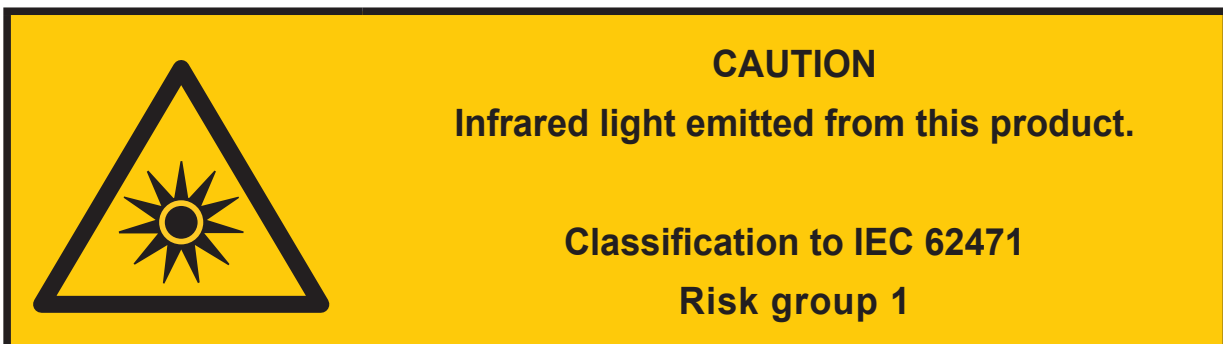 CAUTION
Infrared light emitted from this product.
Classification to IEC 62471
Risk group 1